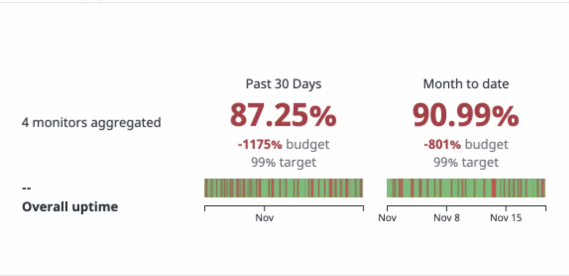 Past 30 Days
Month to date
4 monitors aggregated
87.25%
90.99%
-1175% budget
-801% budget
99% target
99% target
--
Overall uptime
Nov
Nov
Nov 8
Nov 15